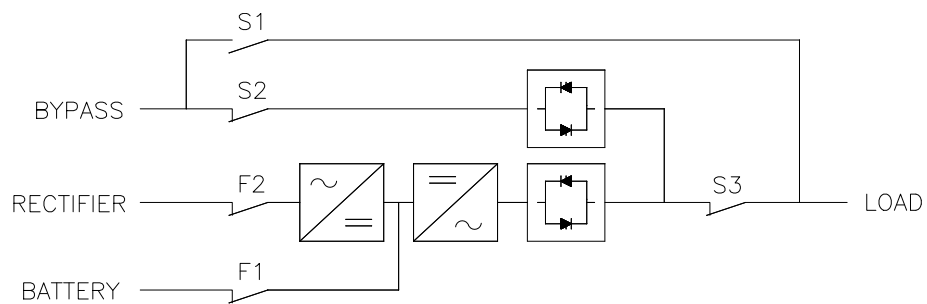 S1
S2
BYPASS
F2
S3
RECTIFIER
LOAD
F1
BATTERY